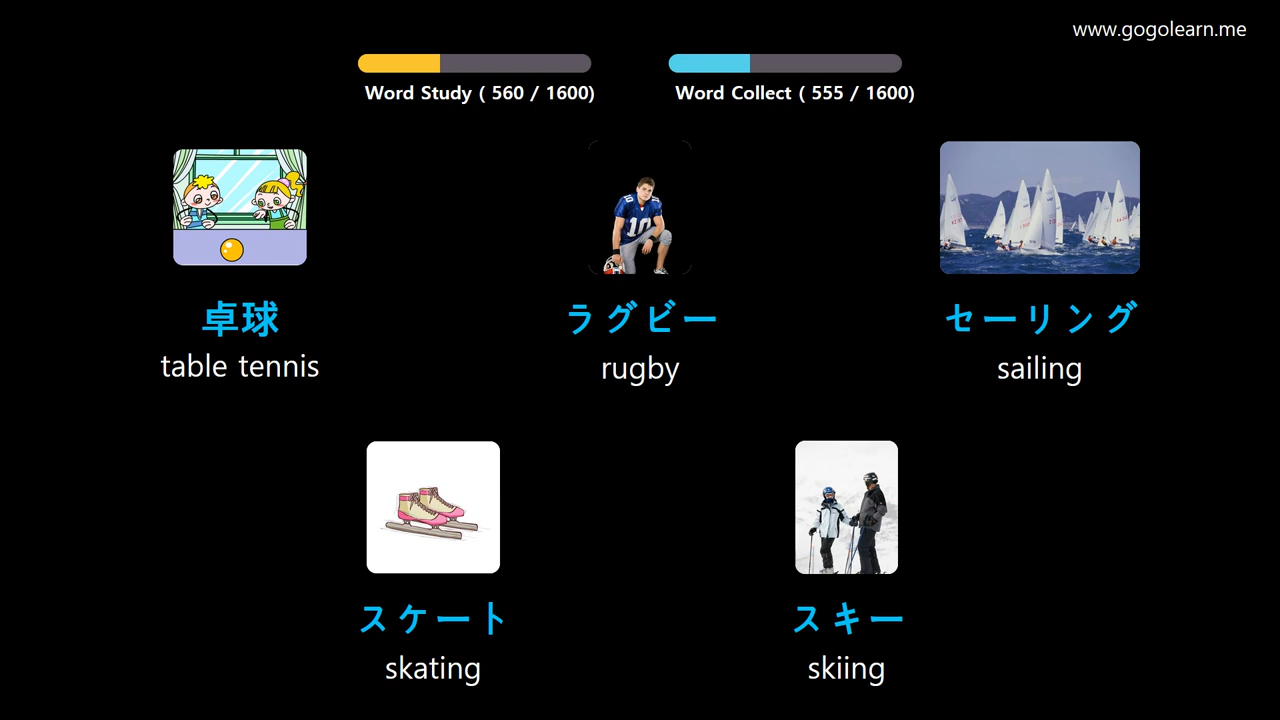 www.gogolearn.me
Word Study ( 560 / 1600)
Word Collect ( 555 / 1600)
卓球
table tennis
10
ラグビー
rugby
セーリング
sailing
スケート
skating
スキー
skiing